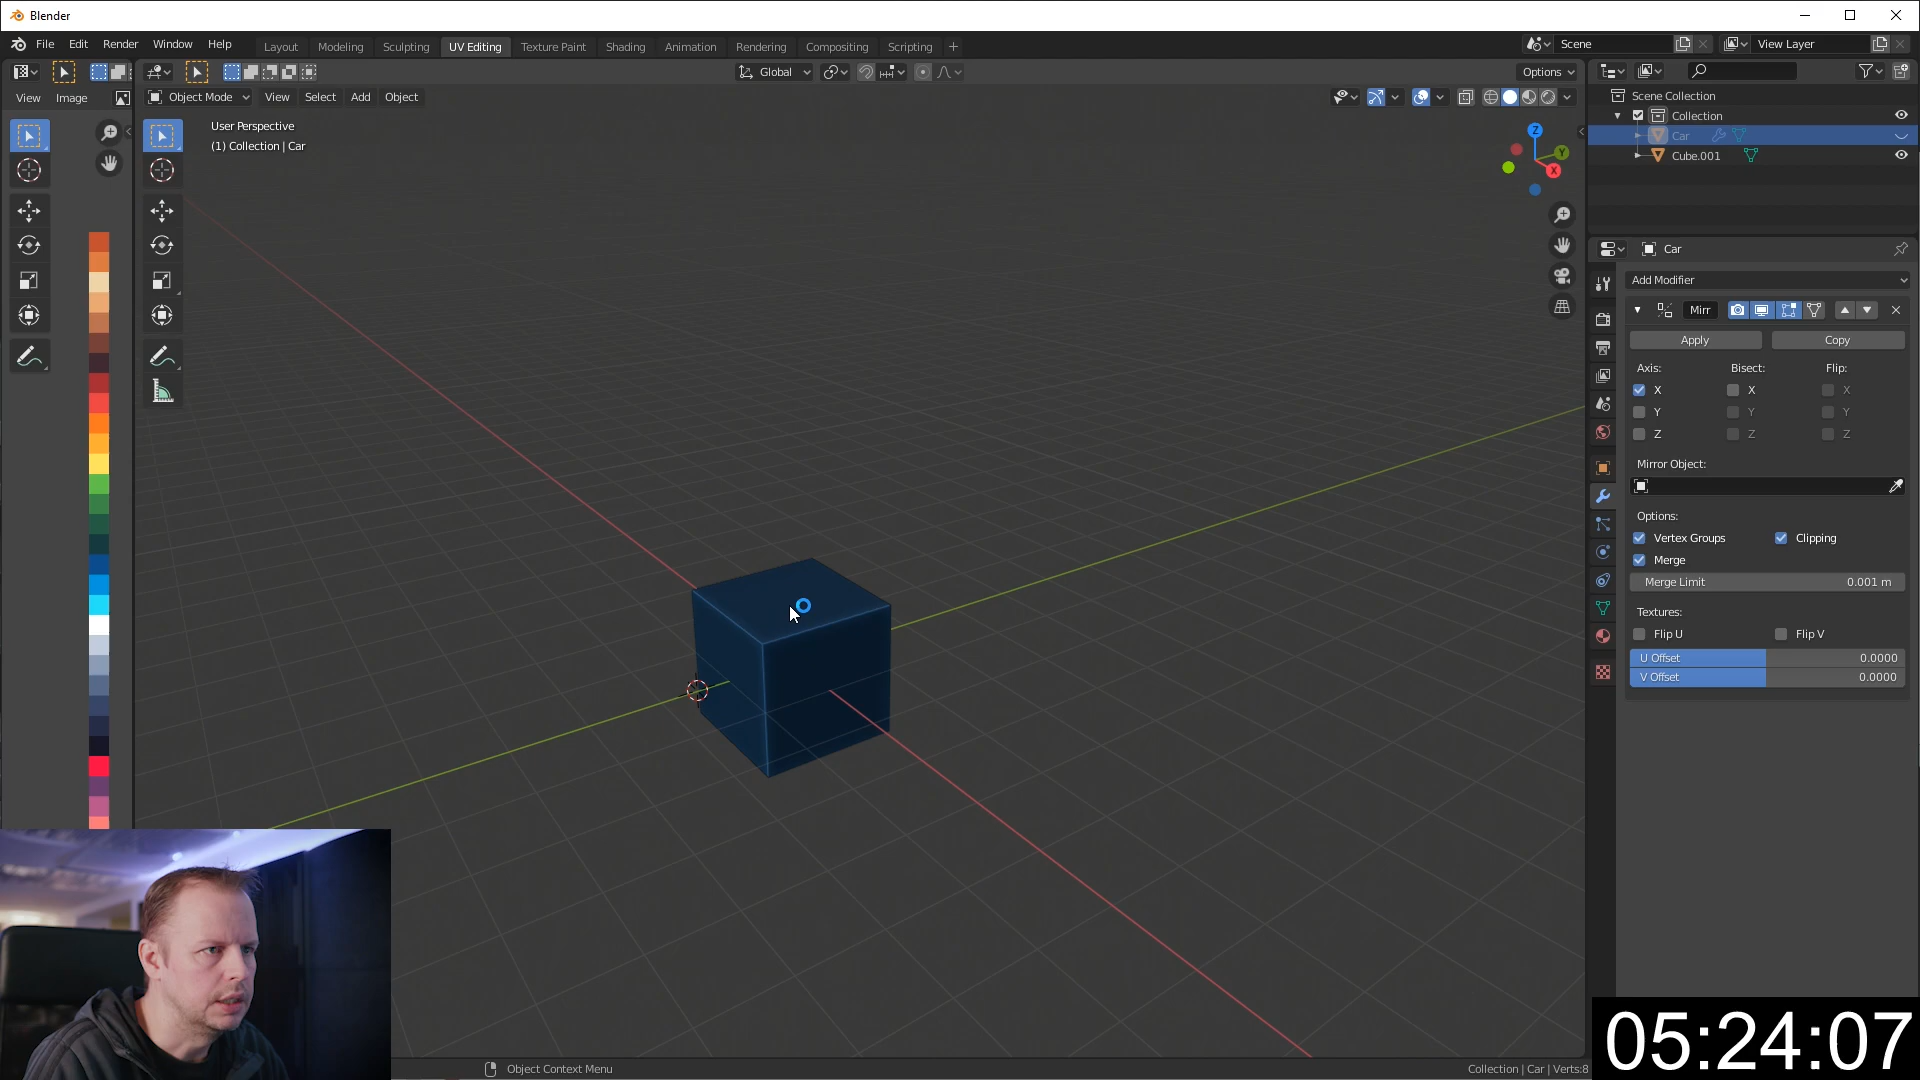 Blender
File Edit Render Window Help
Layout Modeling Sculpting UV Editing Texture Paint Shading Animation Rendering Compositing Scripting +
Scene
View Layer
Global
Options
View Image
Object Mode View Select Add Object
User Perspective
(1) Collection | Car
Z
Y
X
Scene Collection
Collection
Car
Cube.001
Car
Add Modifier
Mirr
Apply Copy
Axis: Bisect: Flip:
X X X
Y Y Y
Z Z Z
Mirror Object:
Options:
Vertex Groups Clipping
Merge
Merge Limit 0.001 m
Textures:
Flip U Flip V
U Offset 0.0000
V Offset 0.0000
Object Context Menu
Collection | Car | Verts:8
05:24:07